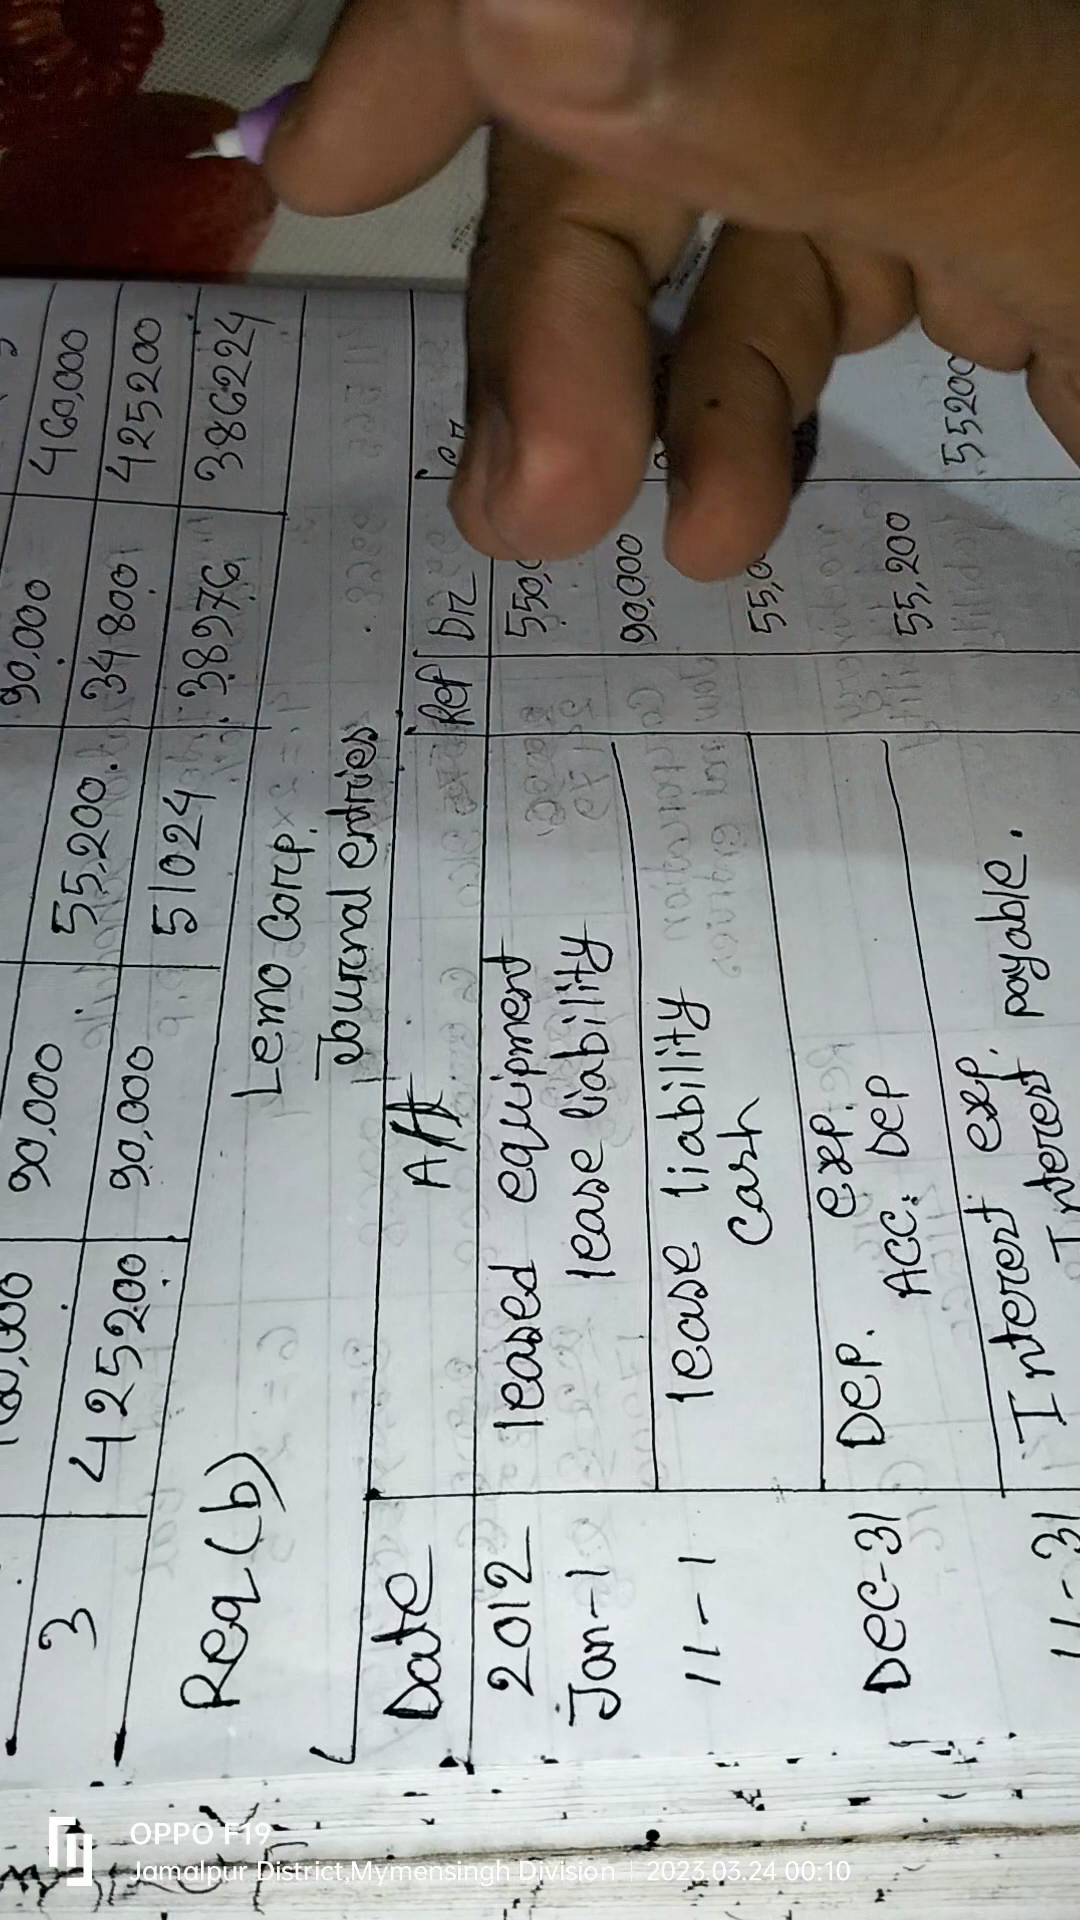 90,000 90,000 460,000
3 425200 90,000 55,200. 34800 425200
51024 38976 386224
Req (b)
Lemo corp.
Journal entries
Date A/t Ref Dr Cr
2012 leased equipment 550,
Jan-1 lease liability
11-1 lease liability 90,000
cash
Dec-31 Dep. exp. 55,0
Acc: Dep
11-31 Interest exp. 55,200
Interest payable. 55200
OPPO F19
Jamalpur District,Mymensingh Division | 2023.03.24 00:10